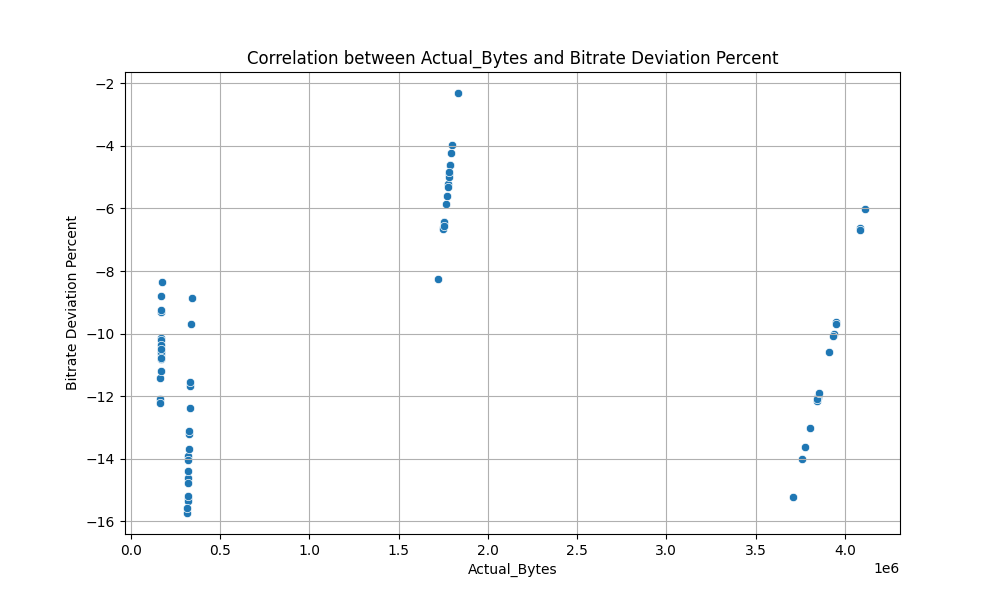 Correlation between Actual_Bytes and Bitrate Deviation Percent
−2
−4
−6
−8
−10
−12
−14
−16
Bitrate Deviation Percent
0.0 0.5 1.0 1.5 2.0 2.5 3.0 3.5 4.0
1e6
Actual_Bytes